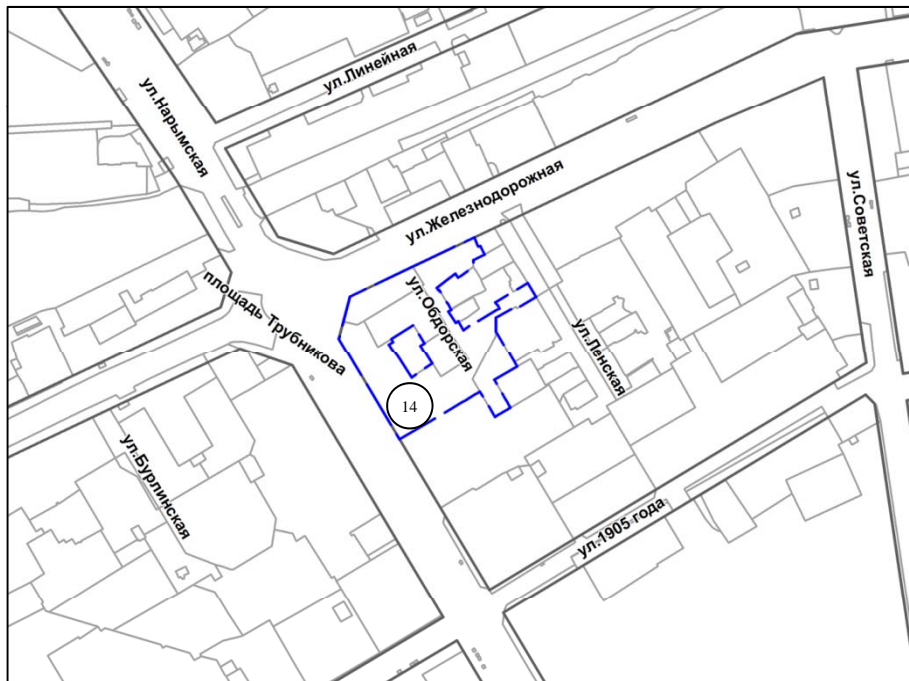 ул.Линейная
ул.Нарымская
ул.Железнодорожная
ул.Советская
площадь Трубникова
ул.Обдорская
ул.Ленская
14
ул.Бурлинская
ул.1905 года